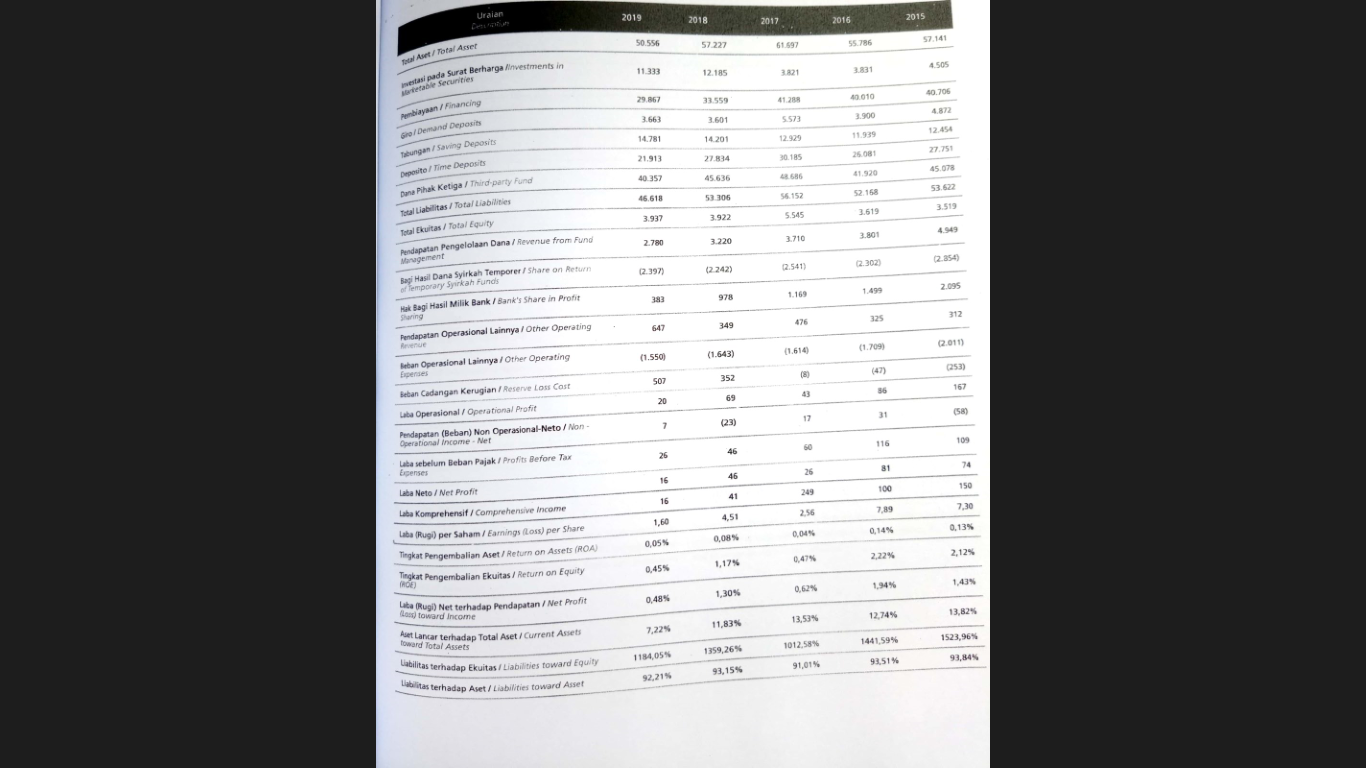 Uraian 2019 2018 2017 2016 2015
Description
Total Aset / Total Asset 50.556 57.227 61.697 55.786 57.141
Investasi pada Surat Berharga /Investments in
Marketable Securities 11.333 12.185 3.821 3.831 4.505
Pembiayaan / Financing 29.867 33.559 41.288 40.010 40.706
Giro / Demand Deposits 3.663 3.601 5.573 3.900 4.872
Tabungan / Saving Deposits 14.781 14.201 12.929 11.939 12.454
Deposito / Time Deposits 21.913 27.834 30.185 26.081 27.751
Dana Pihak Ketiga / Third-party Fund 40.357 45.636 48.686 41.920 45.078
Total Liabilitas / Total Liabilities 46.618 53.306 56.152 52.168 53.622
Total Ekuitas / Total Equity 3.937 3.922 5.545 3.619 3.519
Pendapatan Pengelolaan Dana / Revenue from Fund
Management 2.780 3.220 3.710 3.801 4.949
Bagi Hasil Dana Syirkah Temporer / Share on Return
of Temporary Syirkah Funds (2.397) (2.242) (2.541) (2.302) (2.854)
Hak Bagi Hasil Milik Bank / Bank's Share in Profit
Sharing 383 978 1.169 1.499 2.095
Pendapatan Operasional Lainnya / Other Operating
Revenue 647 349 476 325 312
Beban Operasional Lainnya / Other Operating
Expenses (1.550) (1.643) (1.614) (1.709) (2.011)
Beban Cadangan Kerugian / Reserve Loss Cost 507 352 (8) (47) (253)
Laba Operasional / Operational Profit 20 69 43 86 167
Pendapatan (Beban) Non Operasional-Neto / Non -
Operational Income - Net 7 (23) 17 31 (58)
Laba sebelum Beban Pajak / Profits Before Tax
Expenses 26 46 60 116 109
Laba Neto / Net Profit 16 46 26 81 74
Laba Komprehensif / Comprehensive Income 16 41 249 100 150
Laba (Rugi) per Saham / Earnings (Loss) per Share 1,60 4,51 2,56 7,89 7,30
Tingkat Pengembalian Aset / Return on Assets (ROA) 0,05% 0,08% 0,04% 0,14% 0,13%
Tingkat Pengembalian Ekuitas / Return on Equity
(ROE) 0,45% 1,17% 0,47% 2,22% 2,12%
Laba (Rugi) Net terhadap Pendapatan / Net Profit
(Loss) toward Income 0,48% 1,30% 0,62% 1,94% 1,43%
Aset Lancar terhadap Total Aset / Current Assets
toward Total Assets 7,22% 11,83% 13,53% 12,74% 13,82%
Liabilitas terhadap Ekuitas / Liabilities toward Equity 1184,05% 1359,26% 1012,58% 1441,59% 1523,96%
Liabilitas terhadap Aset / Liabilities toward Asset 92,21% 93,15% 91,01% 93,51% 93,84%